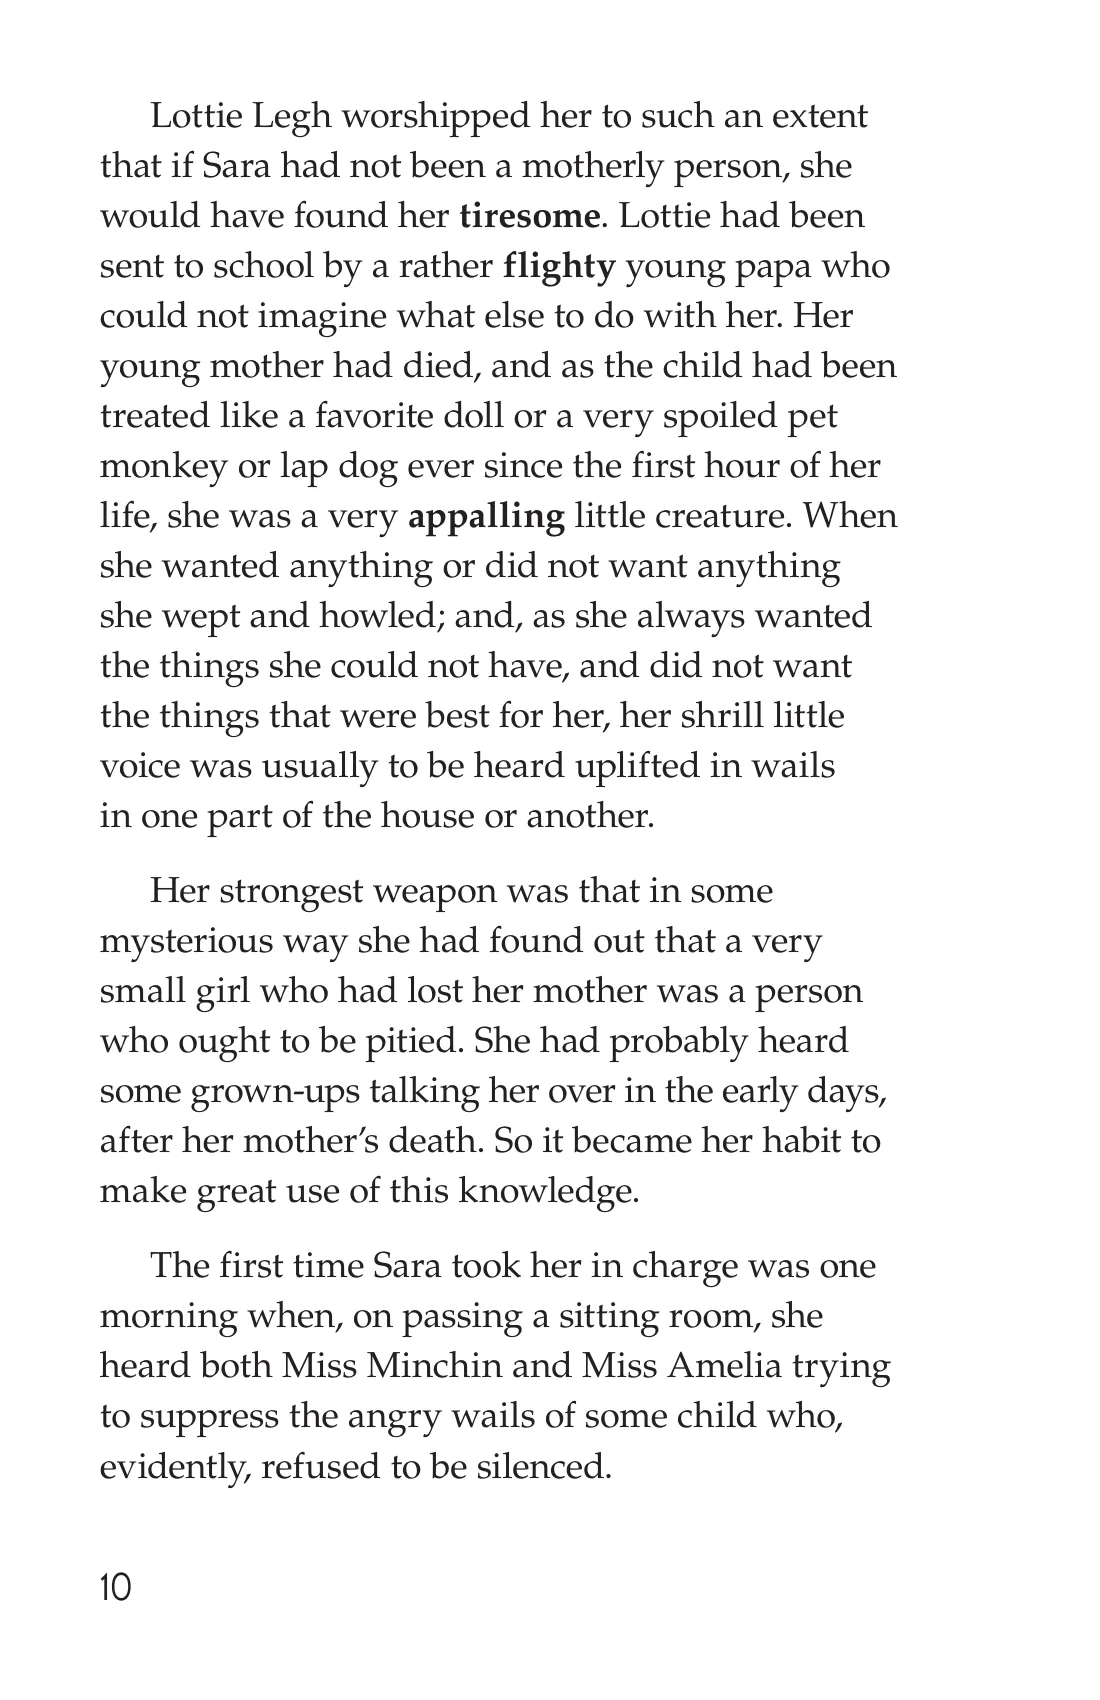 Lottie Legh worshipped her to such an extent
that if Sara had not been a motherly person, she
would have found her tiresome. Lottie had been
sent to school by a rather flighty young papa who
could not imagine what else to do with her. Her
young mother had died, and as the child had been
treated like a favorite doll or a very spoiled pet
monkey or lap dog ever since the first hour of her
life, she was a very appalling little creature. When
she wanted anything or did not want anything
she wept and howled; and, as she always wanted
the things she could not have, and did not want
the things that were best for her, her shrill little
voice was usually to be heard uplifted in wails
in one part of the house or another.
Her strongest weapon was that in some
mysterious way she had found out that a very
small girl who had lost her mother was a person
who ought to be pitied. She had probably heard
some grown-ups talking her over in the early days,
after her mother’s death. So it became her habit to
make great use of this knowledge.
The first time Sara took her in charge was one
morning when, on passing a sitting room, she
heard both Miss Minchin and Miss Amelia trying
to suppress the angry wails of some child who,
evidently, refused to be silenced.
10